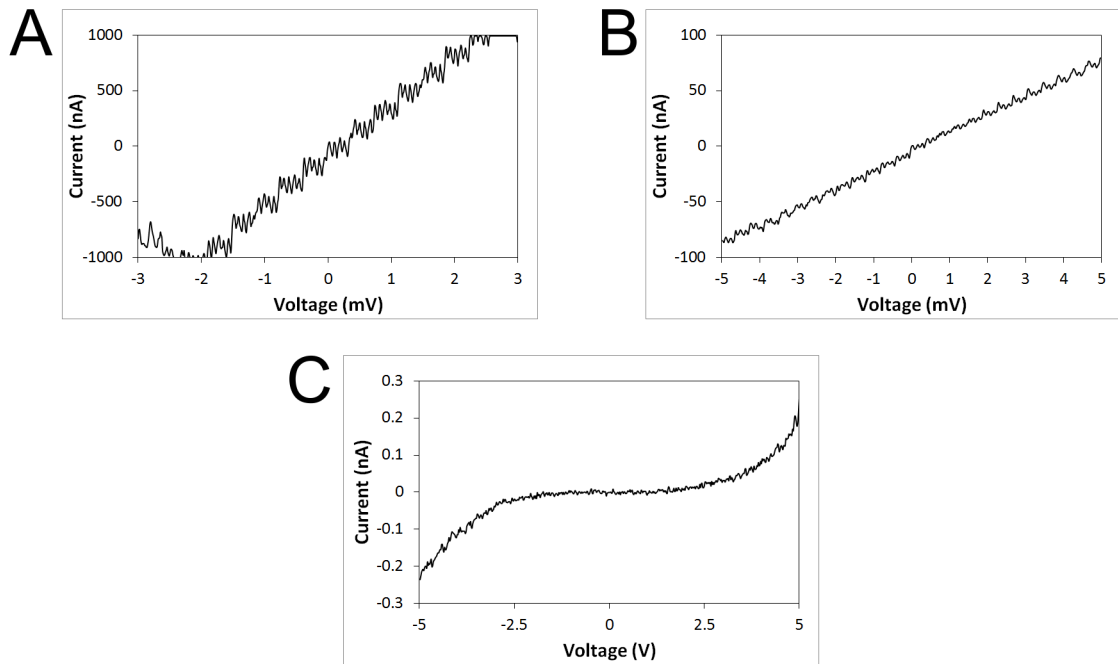 A
1000
500
0
-500
-1000
Current (nA)
-3 -2 -1 0 1 2 3
Voltage (mV)
B
100
50
0
-50
-100
Current (nA)
-5 -4 -3 -2 -1 0 1 2 3 4 5
Voltage (mV)
C
0.3
0.2
0.1
0
-0.1
-0.2
-0.3
Current (nA)
-5 -2.5 0 2.5 5
Voltage (V)